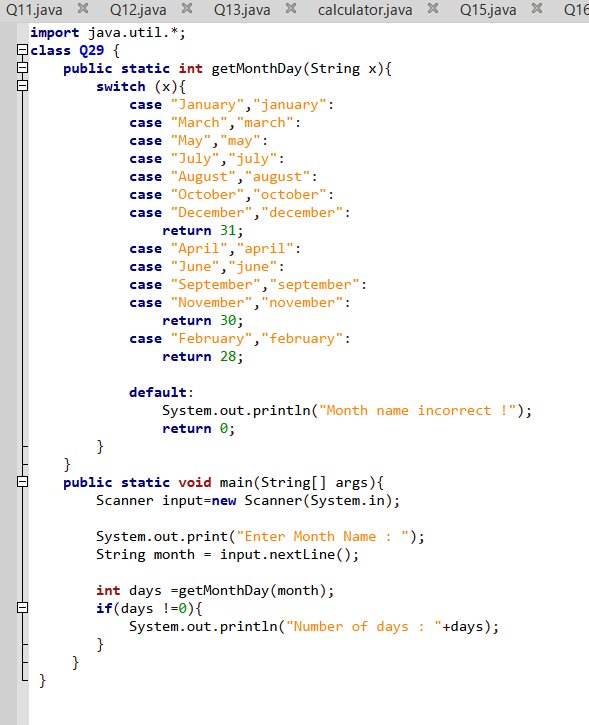 Q11.java Q12.java Q13.java calculator.java Q15.java Q16
import java.util.*;
class Q29 {
public static int getMonthDay(String x){
switch (x){
case "January","january":
case "March","march":
case "May","may":
case "July","july":
case "August","august":
case "October","october":
case "December","december":
return 31;
case "April","april":
case "June","june":
case "September","september":
case "November","november":
return 30;
case "February","february":
return 28;
default:
System.out.println("Month name incorrect !");
return 0;
}
}
public static void main(String[] args){
Scanner input=new Scanner(System.in);
System.out.print("Enter Month Name : ");
String month = input.nextLine();
int days =getMonthDay(month);
if(days !=0){
System.out.println("Number of days : "+days);
}
}
}